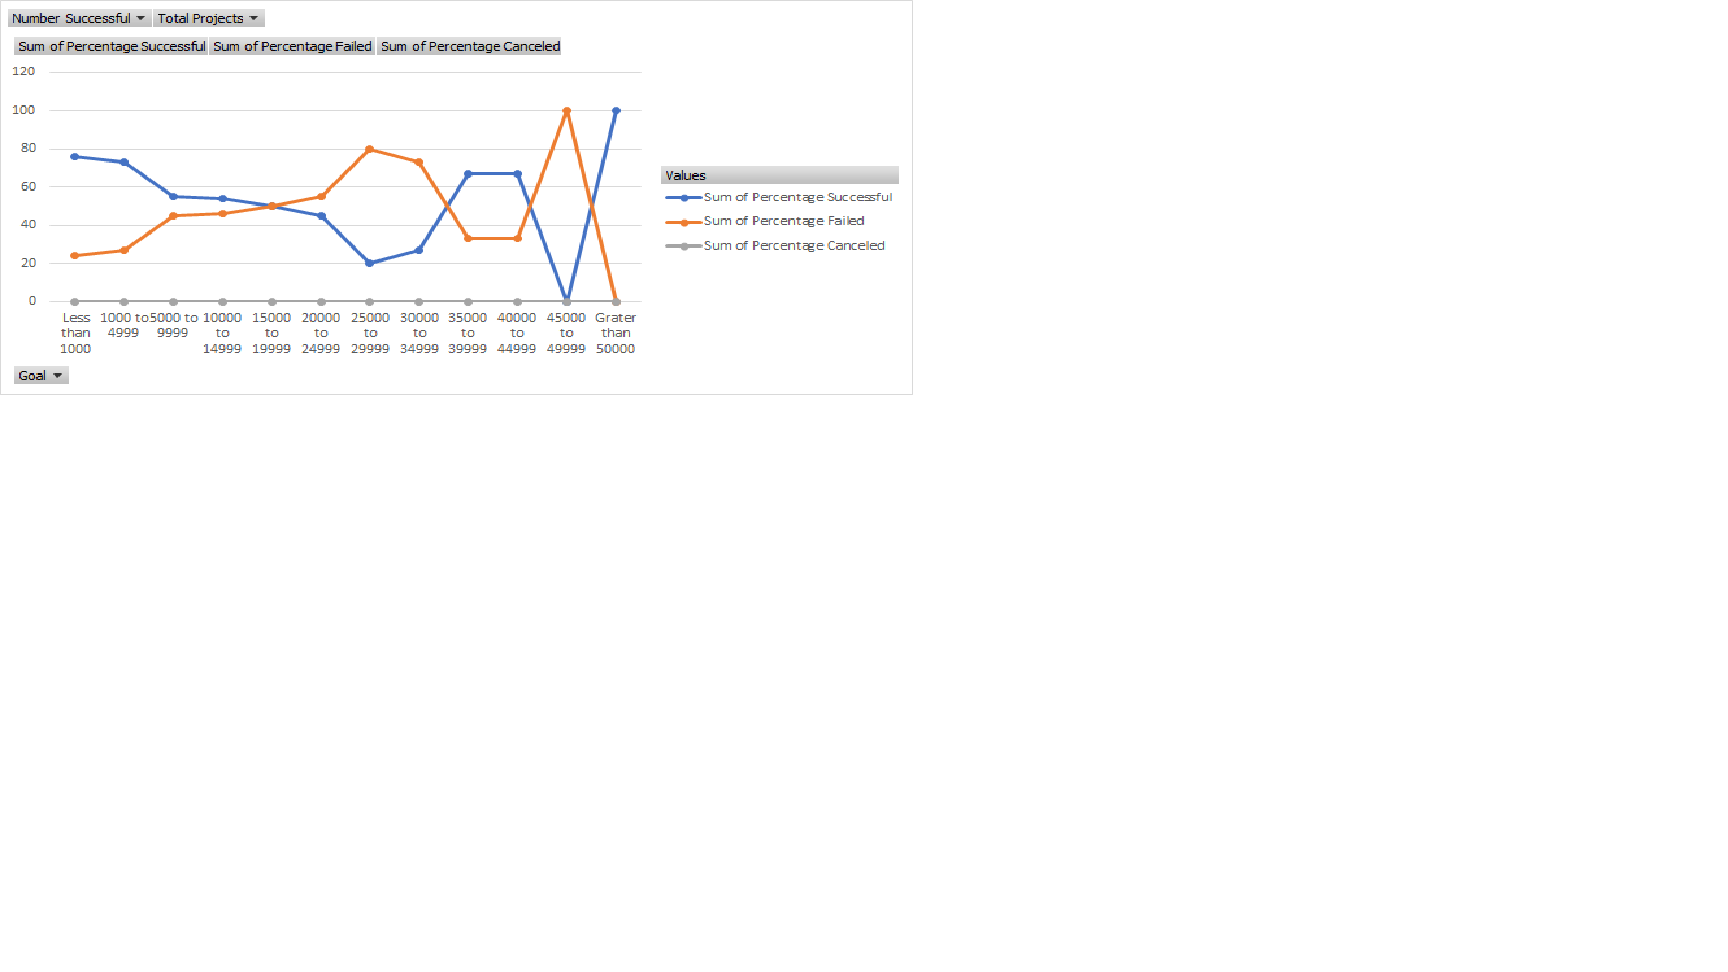 Number Successful Total Projects
Sum of Percentage Successful Sum of Percentage Failed Sum of Percentage Canceled
120
100
80
60
40
20
0
Less than 1000
1000 to 4999
5000 to 9999
10000 to 14999
15000 to 19999
20000 to 24999
25000 to 29999
30000 to 34999
35000 to 39999
40000 to 44999
45000 to 49999
Grater than 50000
Values
Sum of Percentage Successful
Sum of Percentage Failed
Sum of Percentage Canceled
Goal